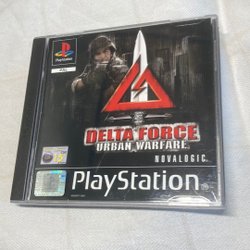 DELTA FORCE
URBAN WARFARE
NOVALOGIC
PlayStation